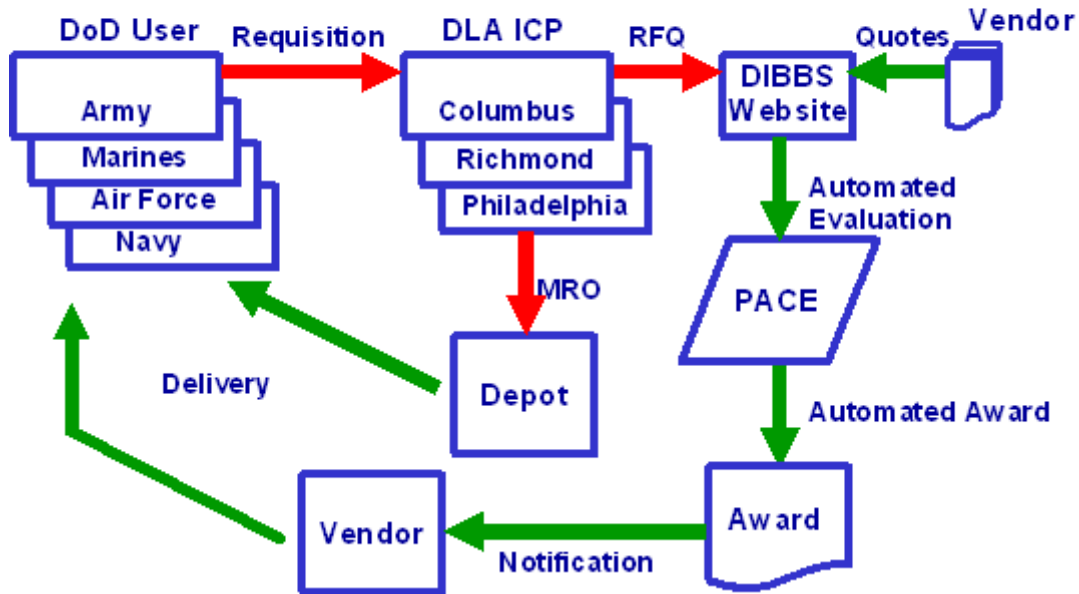 DoD User
Requisition
DLA ICP
RFQ
Quotes
Vendor
Army
Marines
Air Force
Navy
Columbus
Richmond
Philadelphia
DIBBS
Website
Automated
Evaluation
MRO
PACE
Delivery
Depot
Automated Award
Vendor
Notification
Award